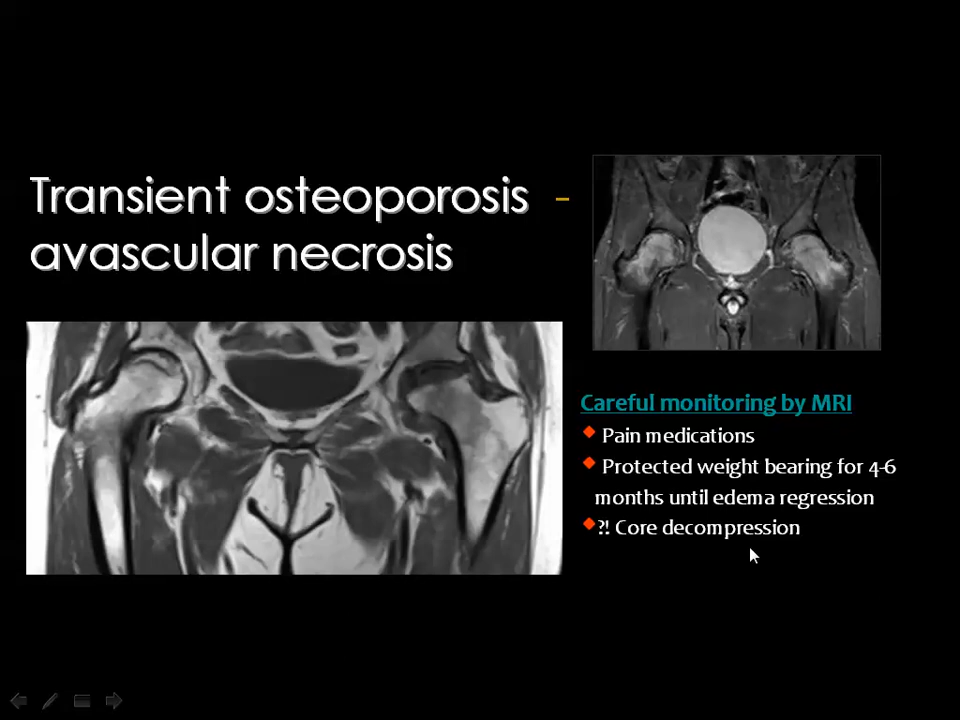 Transient osteoporosis -
avascular necrosis
Careful monitoring by MRI
Pain medications
Protected weight bearing for 4-6
months until edema regression
?! Core decompression